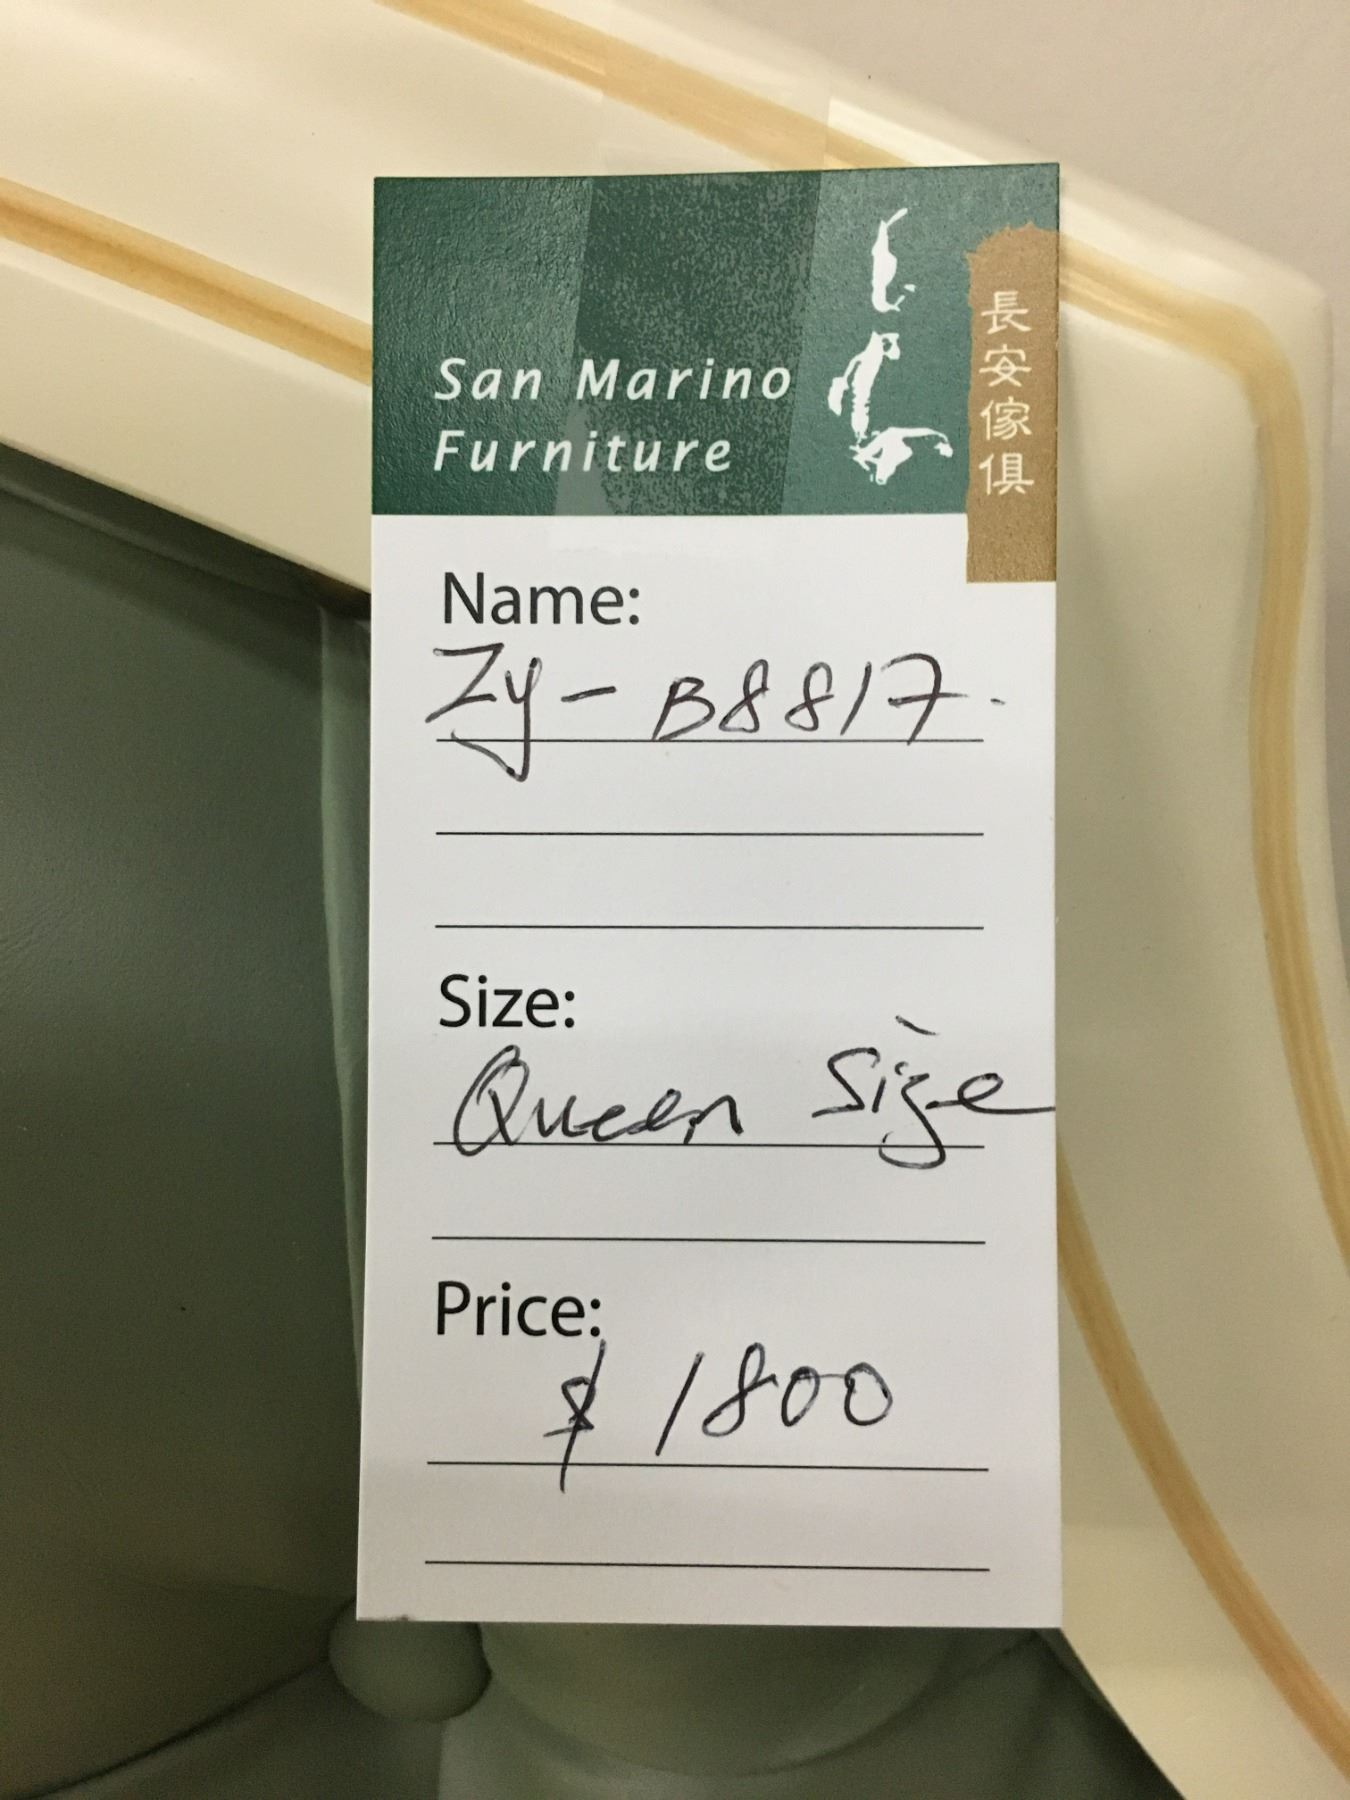 San Marino
Furniture
長安傢俱
Name:
Zy - B8817.
Size:
Queen Size
Price:
$ 1800